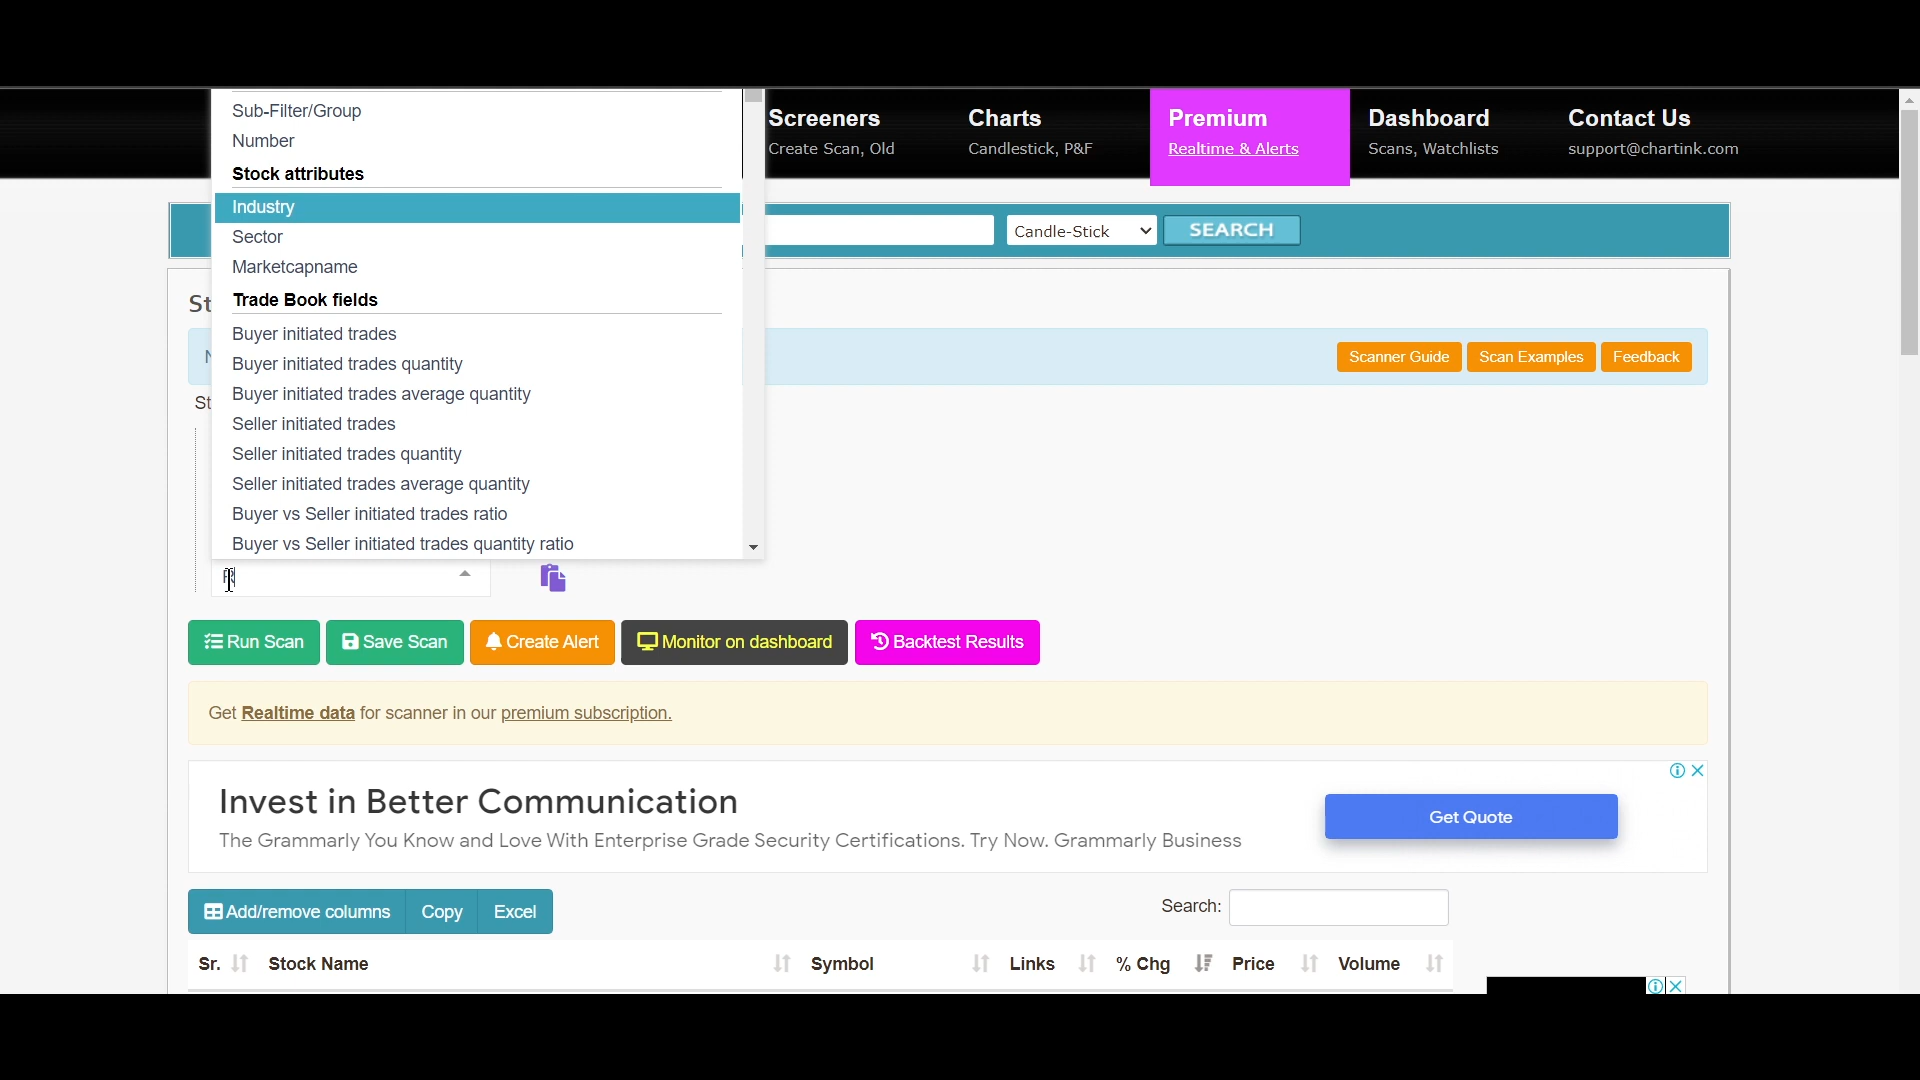 Sub-Filter/Group
Number
Stock attributes
Industry
Sector
Marketcapname
Trade Book fields
Buyer initiated trades
Buyer initiated trades quantity
Buyer initiated trades average quantity
Seller initiated trades
Seller initiated trades quantity
Seller initiated trades average quantity
Buyer vs Seller initiated trades ratio
Buyer vs Seller initiated trades quantity ratio
Screeners
Create Scan, Old
Charts
Candlestick, P&F
Premium
Realtime & Alerts
Dashboard
Scans, Watchlists
Contact Us
support@chartink.com
Candle-Stick
SEARCH
St
Scanner Guide
Scan Examples
Feedback
St
Run Scan
Save Scan
Create Alert
Monitor on dashboard
Backtest Results
Get Realtime data for scanner in our premium subscription.
Invest in Better Communication
The Grammarly You Know and Love With Enterprise Grade Security Certifications. Try Now. Grammarly Business
Get Quote
Add/remove columns
Copy
Excel
Search:
Sr.
Stock Name
Symbol
Links
% Chg
Price
Volume